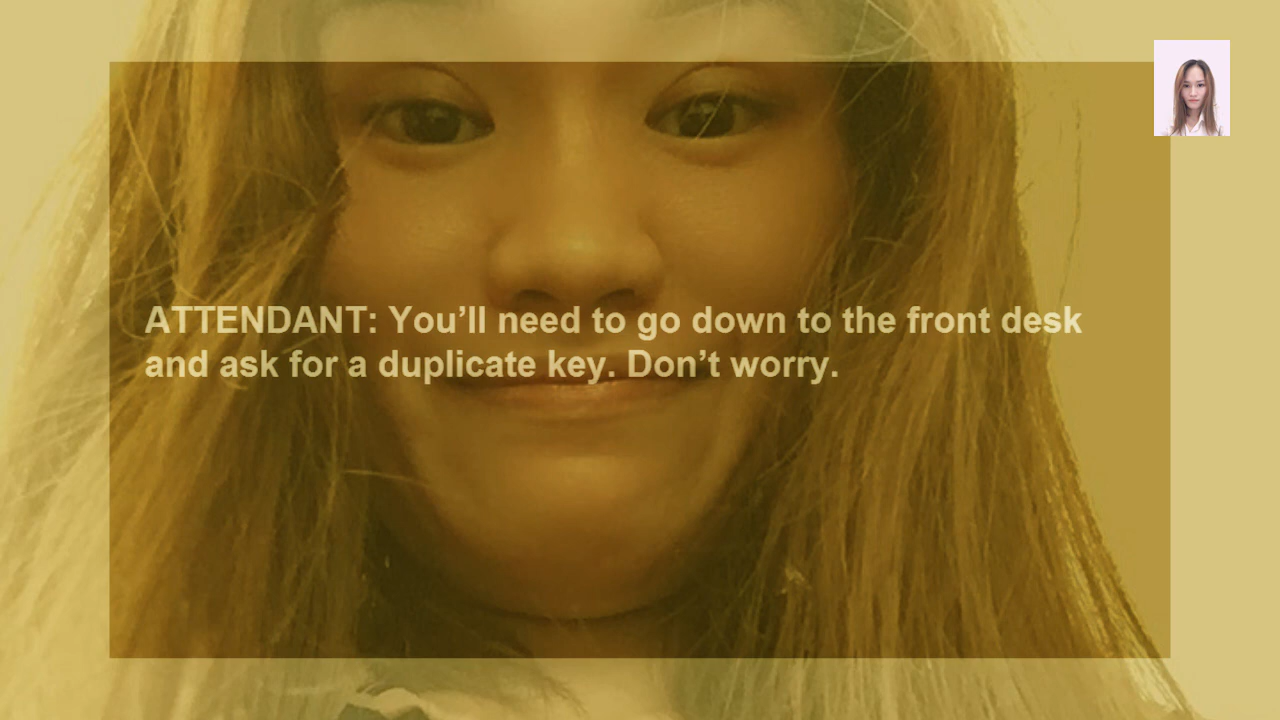 ATTENDANT: You’ll need to go down to the front desk
and ask for a duplicate key. Don’t worry.